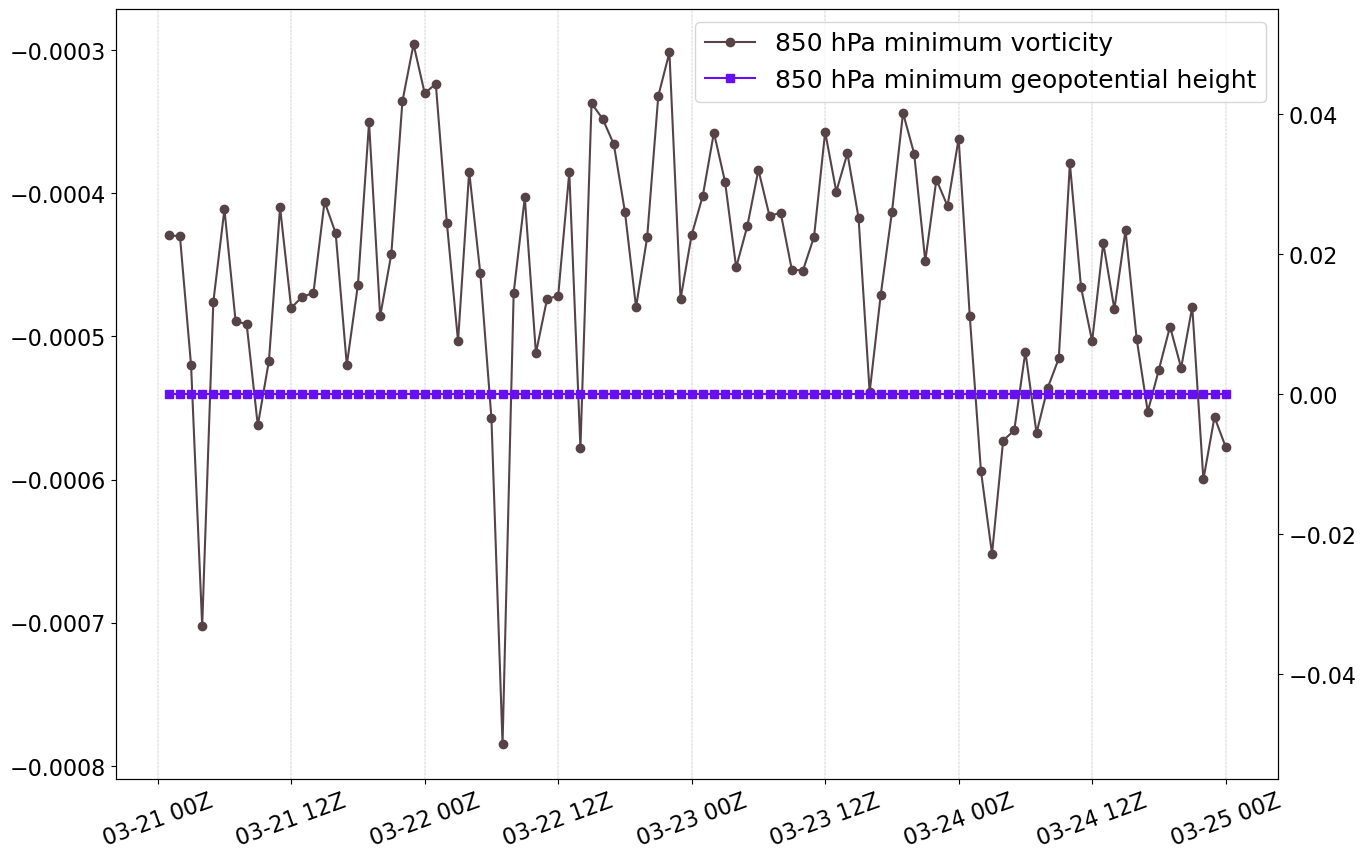 850 hPa minimum vorticity
850 hPa minimum geopotential height
−0.0003
−0.0004
−0.0005
−0.0006
−0.0007
−0.0008
0.04
0.02
0.00
−0.02
−0.04
03-21 00Z
03-21 12Z
03-22 00Z
03-22 12Z
03-23 00Z
03-23 12Z
03-24 00Z
03-24 12Z
03-25 00Z